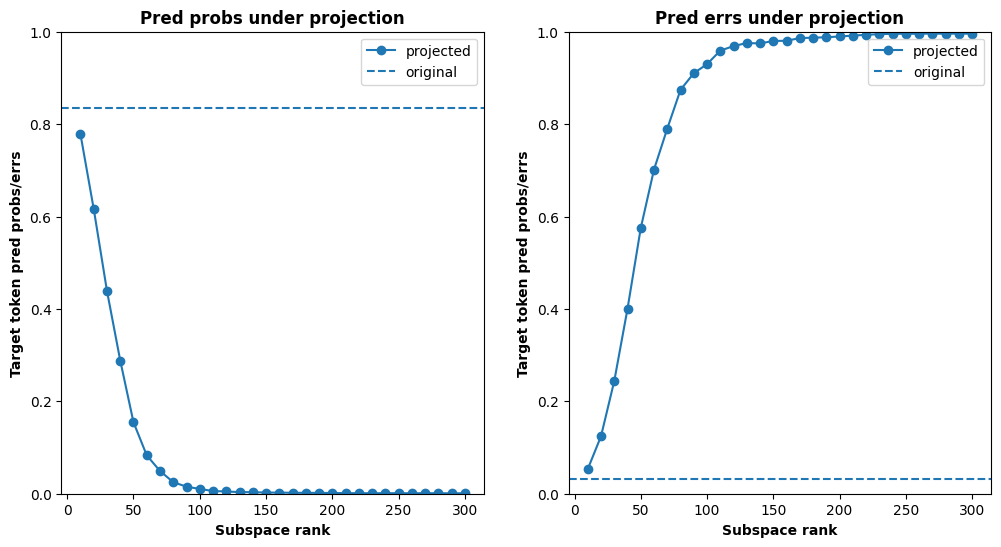 Pred probs under projection
Target token pred probs/errs
1.0
0.8
0.6
0.4
0.2
0.0
projected
original
0 50 100 150 200 250 300
Subspace rank
Pred errs under projection
Target token pred probs/errs
1.0
0.8
0.6
0.4
0.2
0.0
projected
original
0 50 100 150 200 250 300
Subspace rank